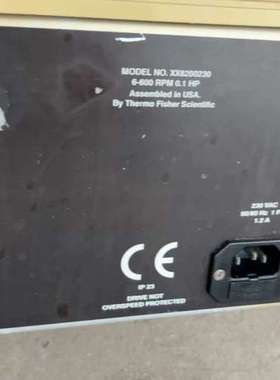 MODEL NO. XX8200230
6-600 RPM 0.1 HP
Assembled in USA.
By Thermo Fisher Scientific
230 VAC
50/60 Hz 1
1.2 A
CE
IP 23
DRIVE NOT
OVERSPEED PROTECTED